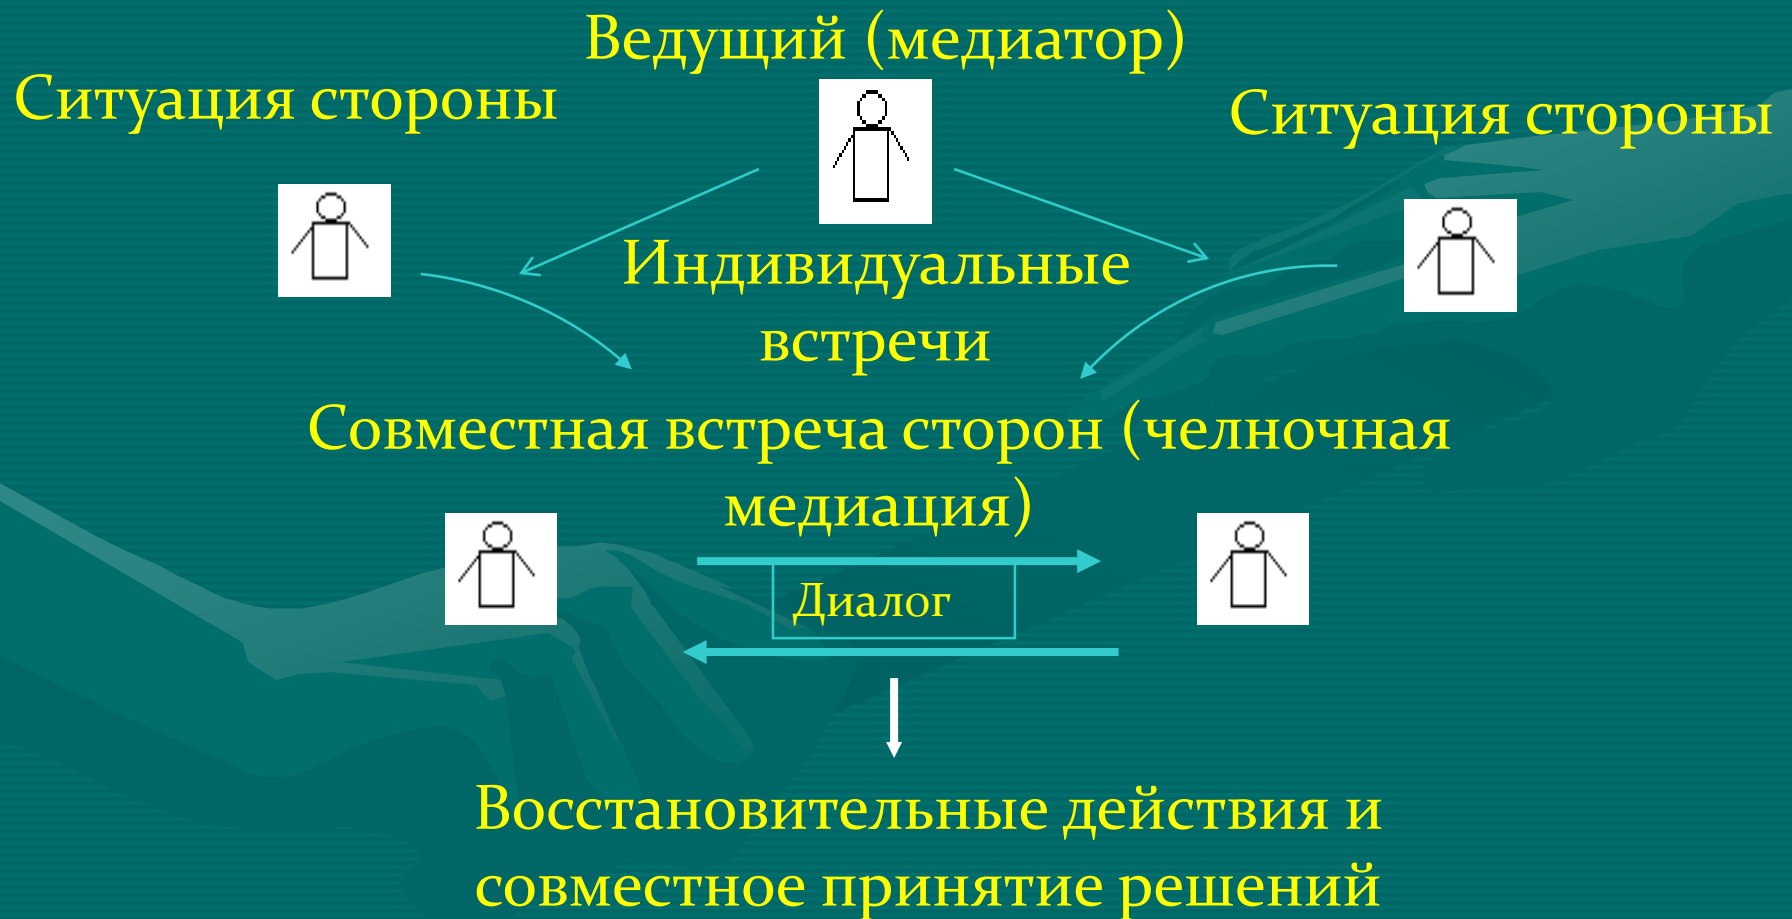 Ведущий (медиатор)
Ситуация стороны
Ситуация стороны
Индивидуальные
встречи
Совместная встреча сторон (челночная
медиация)
Диалог
Восстановительные действия и
совместное принятие решений